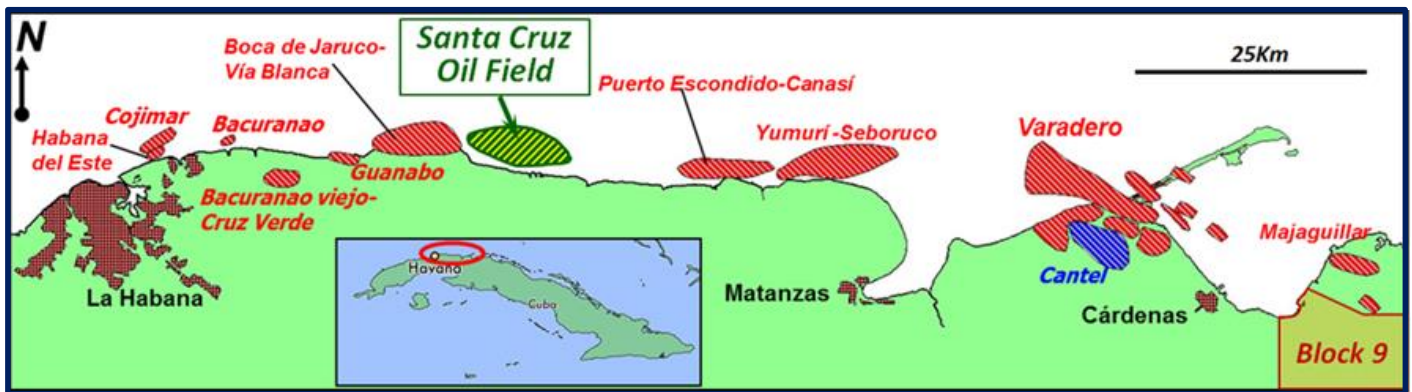 N
Boca de Jaruco-
Vía Blanca
Santa Cruz
Oil Field
25Km
Puerto Escondido-Canasí
Cojimar
Bacuranao
Yumurí -Seboruco
Varadero
Habana
del Este
Guanabo
Bacuranao viejo-
Cruz Verde
Majaguillar
Havana
Cuba
Cantel
La Habana
Matanzas
Cárdenas
Block 9